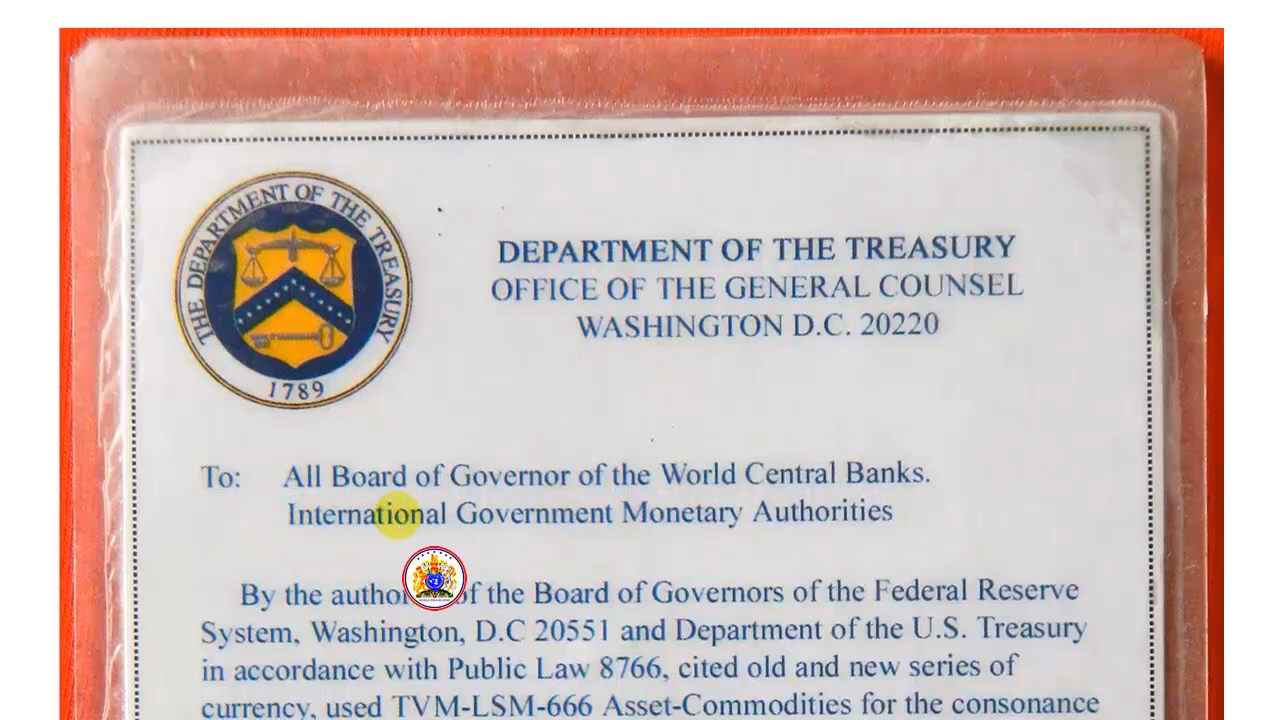 THE DEPARTMENT OF THE TREASURY
1789
DEPARTMENT OF THE TREASURY
OFFICE OF THE GENERAL COUNSEL
WASHINGTON D.C. 20220
To: All Board of Governor of the World Central Banks.
International Government Monetary Authorities
By the autho of the Board of Governors of the Federal Reserve
System, Washington, D.C 20551 and Department of the U.S. Treasury
in accordance with Public Law 8766, cited old and new series of
currency, used TVM-LSM-666 Asset-Commodities for the consonance